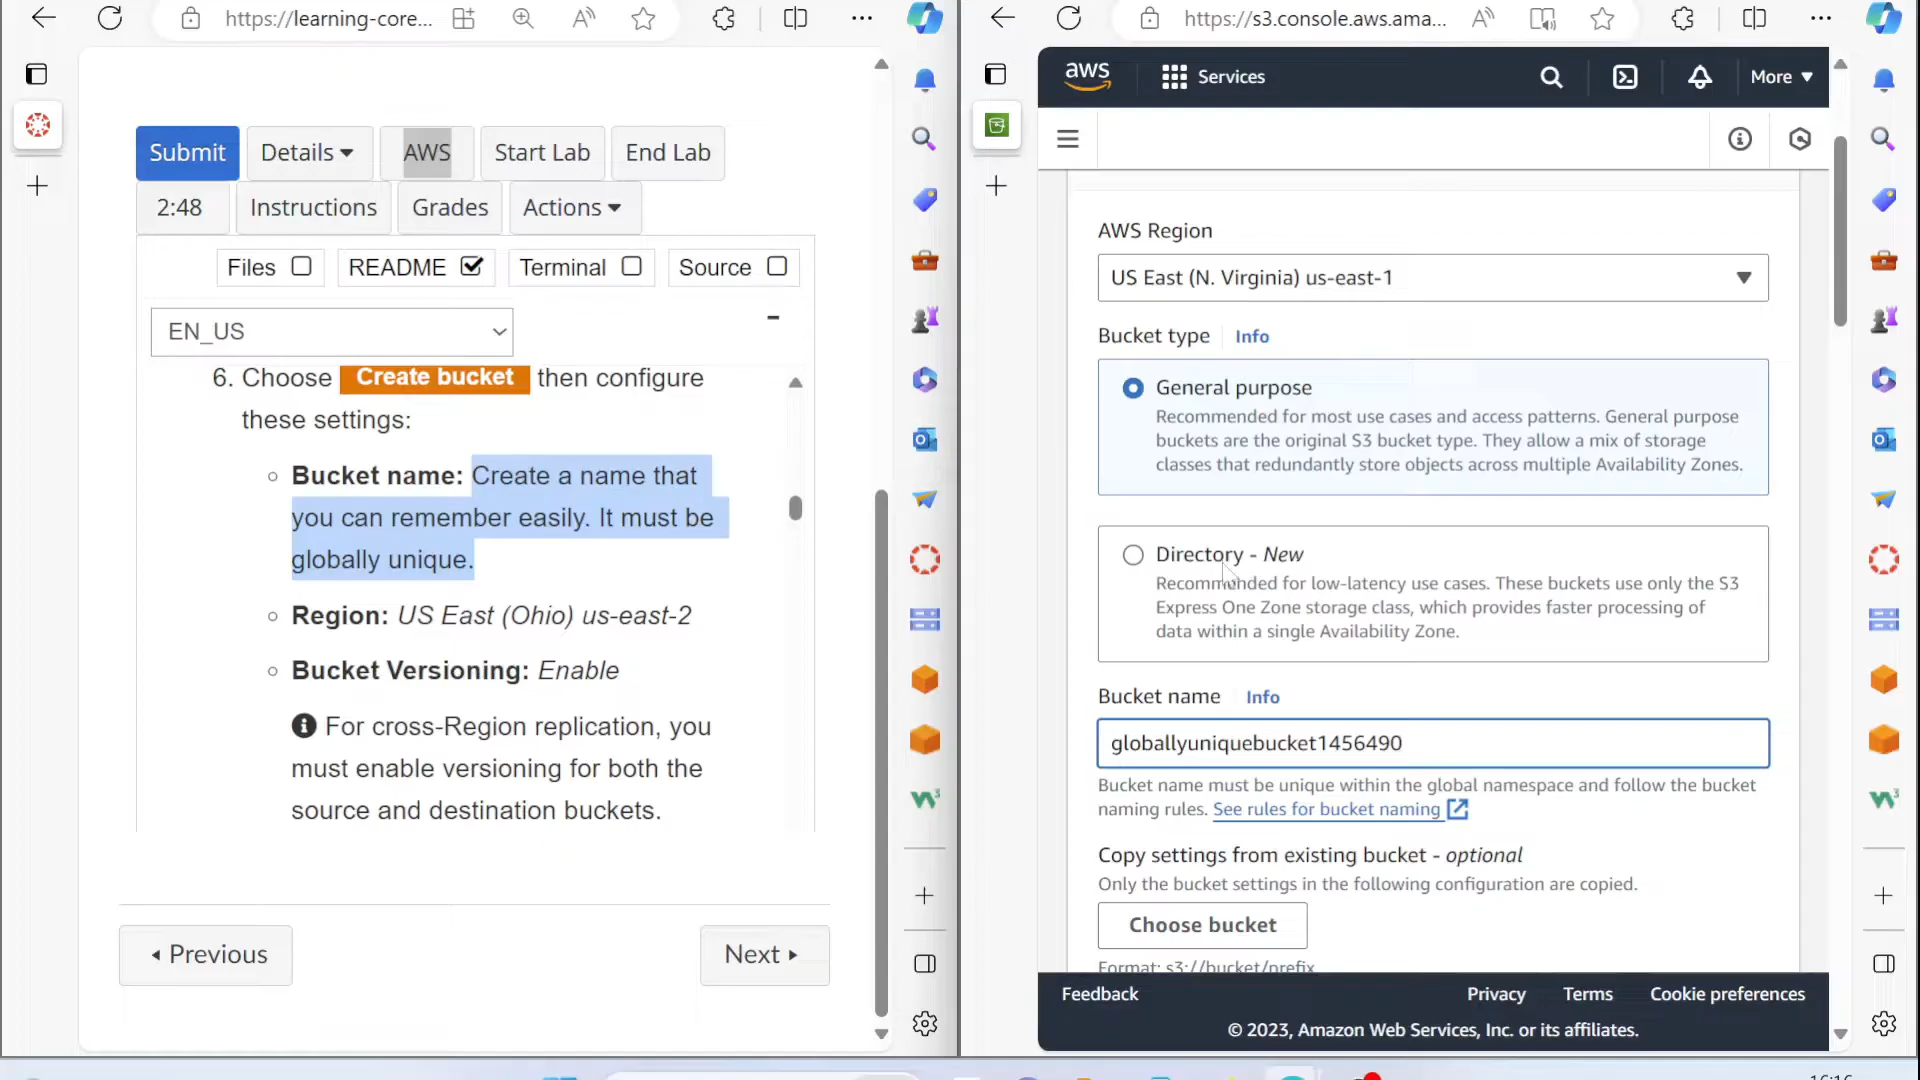 https://learning-core...
Submit
Details
AWS
Start Lab
End Lab
2:48
Instructions
Grades
Actions
Files
README
Terminal
Source
EN_US
6. Choose Create bucket then configure
these settings:
Bucket name: Create a name that
you can remember easily. It must be
globally unique.
Region: US East (Ohio) us-east-2
Bucket Versioning: Enable
For cross-Region replication, you
must enable versioning for both the
source and destination buckets.
Previous
Next
https://s3.console.aws.ama...
aws
Services
More
AWS Region
US East (N. Virginia) us-east-1
Bucket type
Info
General purpose
Recommended for most use cases and access patterns. General purpose
buckets are the original S3 bucket type. They allow a mix of storage
classes that redundantly store objects across multiple Availability Zones.
Directory - New
Recommended for low-latency use cases. These buckets use only the S3
Express One Zone storage class, which provides faster processing of
data within a single Availability Zone.
Bucket name
Info
globallyuniquebucket1456490
Bucket name must be unique within the global namespace and follow the bucket
naming rules. See rules for bucket naming
Copy settings from existing bucket - optional
Only the bucket settings in the following configuration are copied.
Choose bucket
Format: s3://bucket/prefix
Feedback
Privacy
Terms
Cookie preferences
© 2023, Amazon Web Services, Inc. or its affiliates.